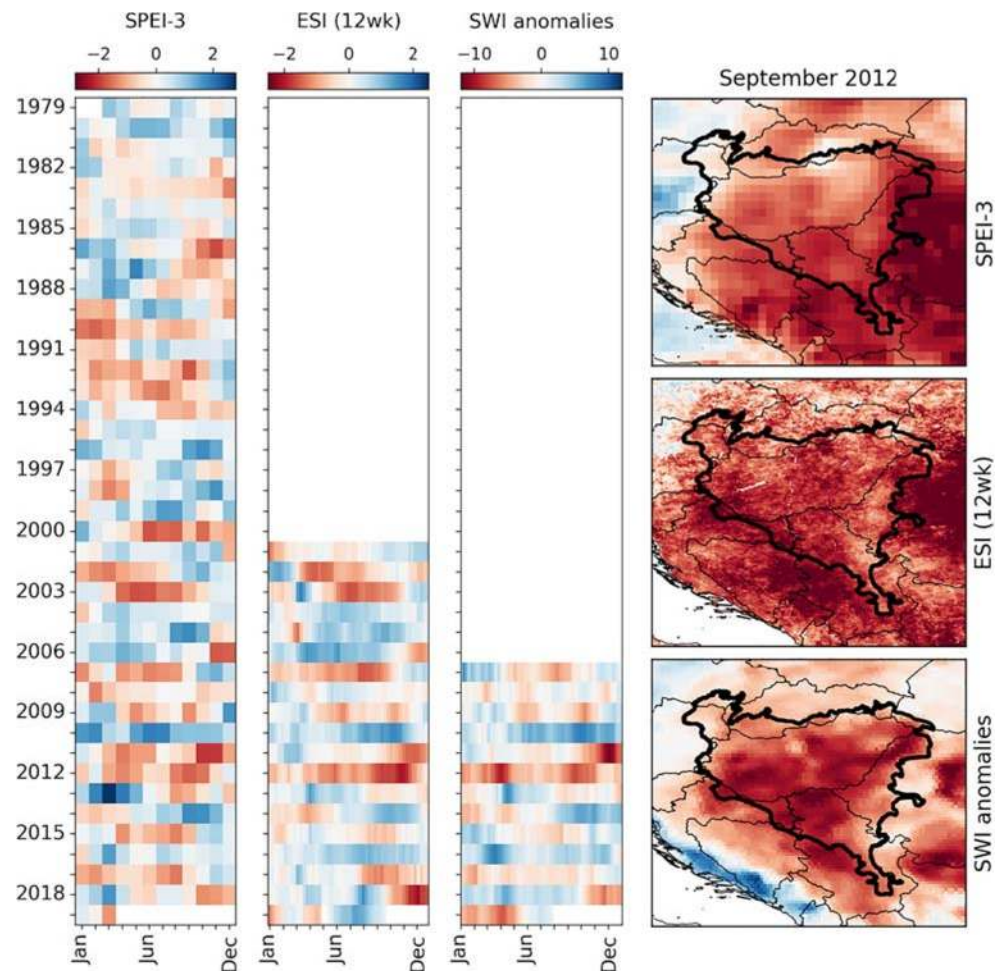 SPEI-3 ESI (12wk) SWI anomalies
−2 0 2 −2 0 2 −10 0 10
September 2012
1979
1982
1985
1988
1991
1994
1997
2000
2003
2006
2009
2012
2015
2018
Jan Jun Dec Jan Jun Dec Jan Jun Dec
SPEI-3
ESI (12wk)
SWI anomalies